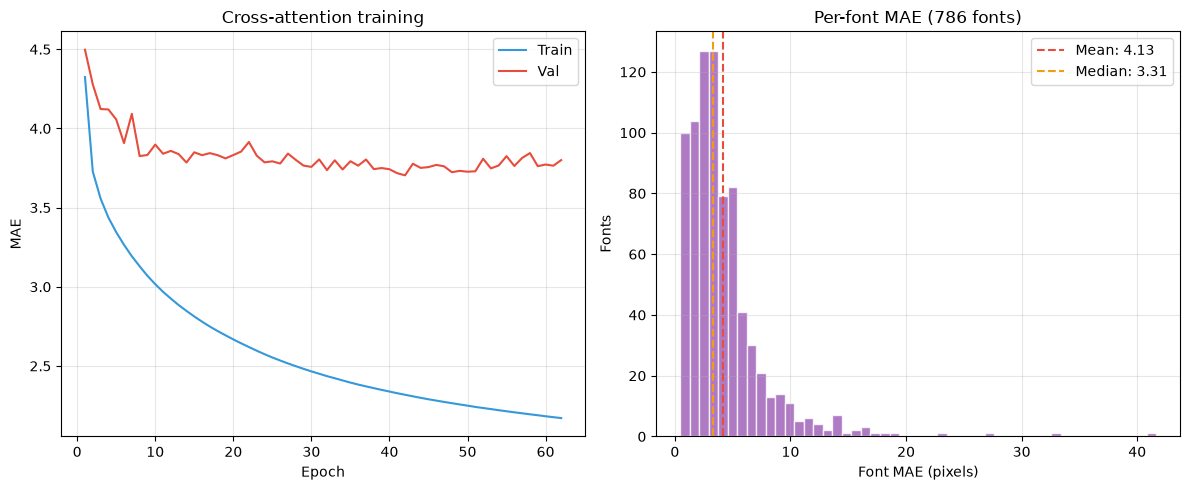 Cross-attention training
MAE
4.5
4.0
3.5
3.0
2.5
Train
Val
0
10
20
30
40
50
60
Epoch
Per-font MAE (786 fonts)
Fonts
120
100
80
60
40
20
0
Mean: 4.13
Median: 3.31
0
10
20
30
40
Font MAE (pixels)